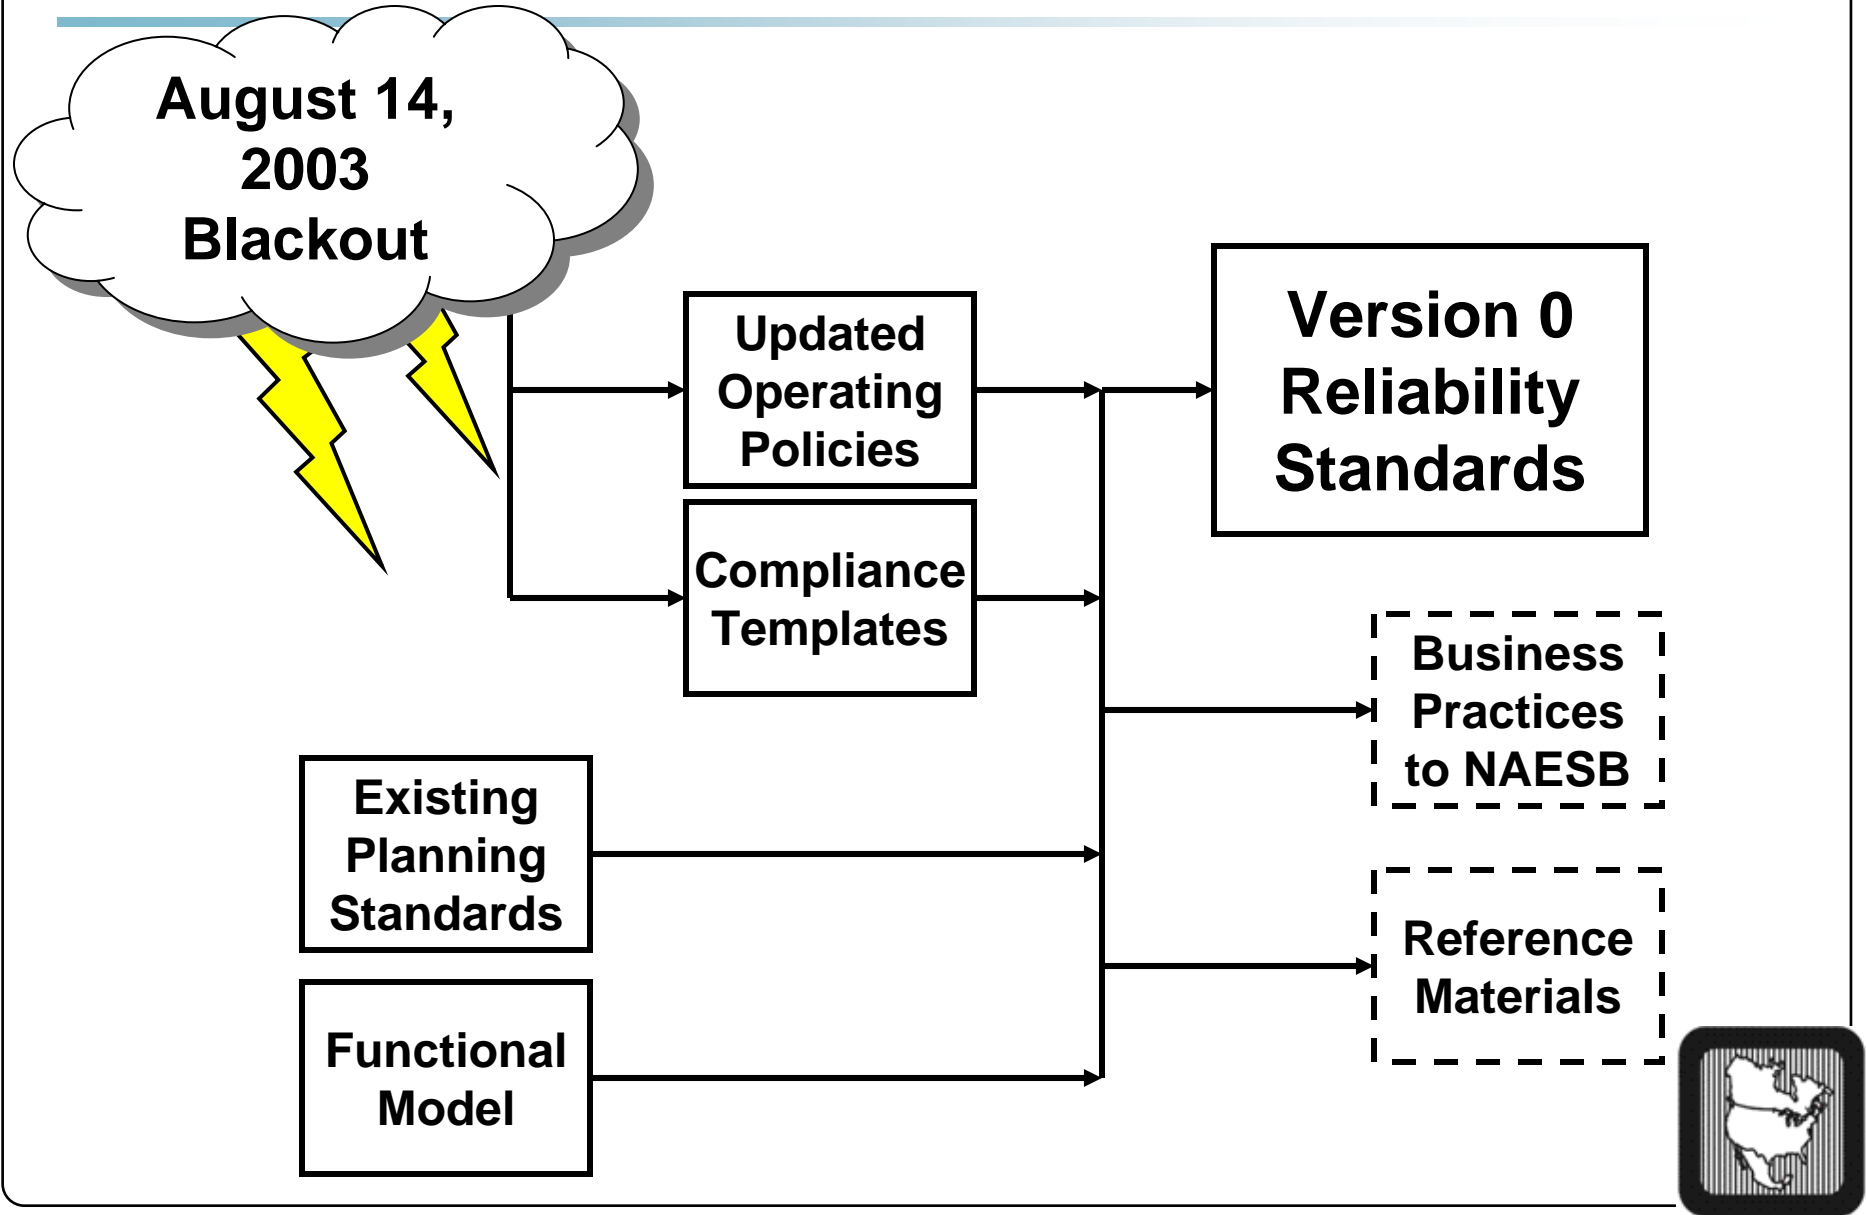 August 14,
2003
Blackout
Updated
Operating
Policies
Version 0
Reliability
Standards
Compliance
Templates
Business
Practices
to NAESB
Existing
Planning
Standards
Reference
Materials
Functional
Model